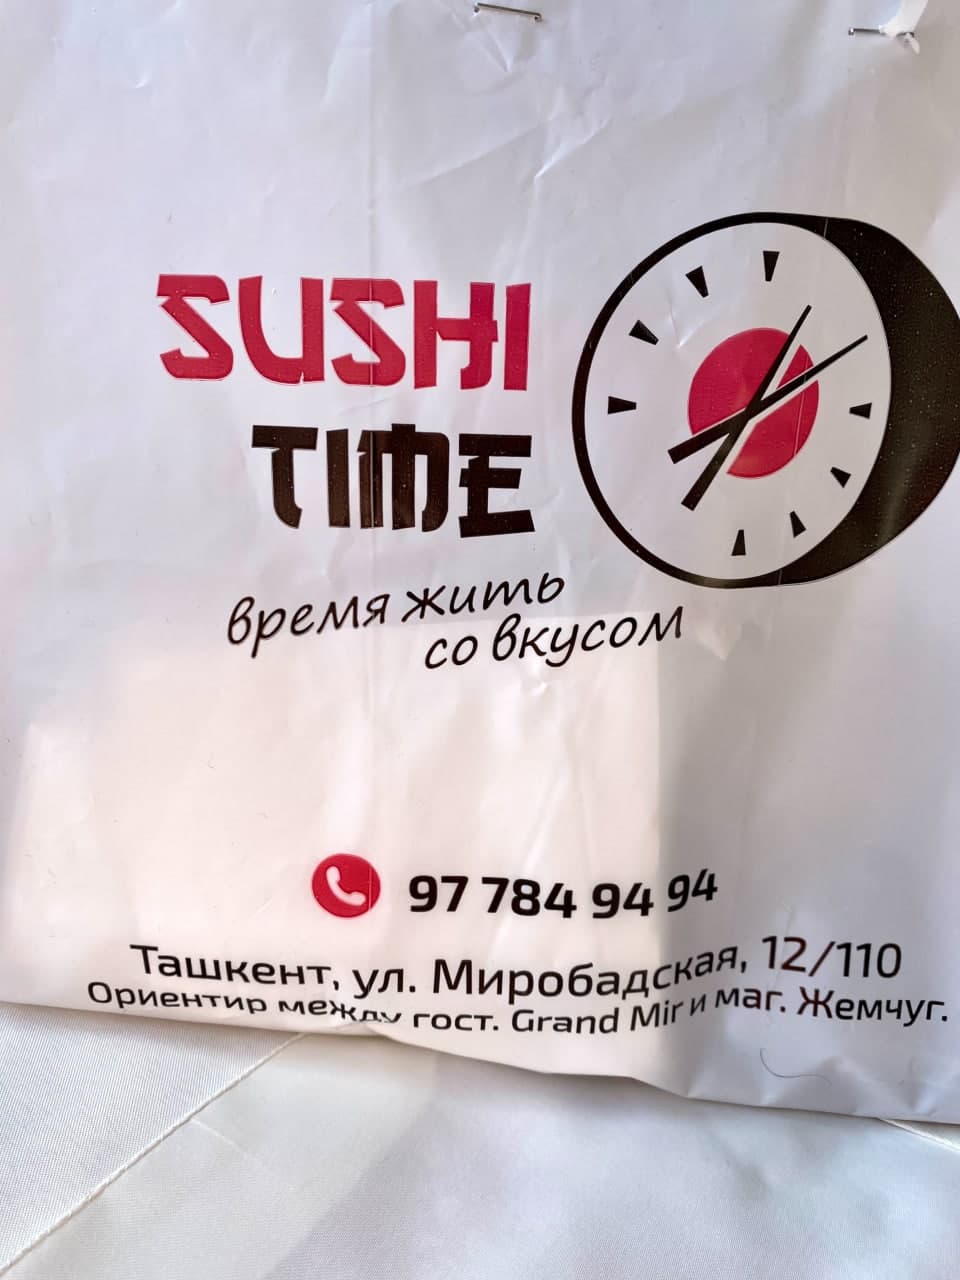 SUSHI
TIME
время жить
со вкусом
97 784 94 94
Ташкент, ул. Миробадская, 12/110
Ориентир между гост. Grand Mir и маг. Жемчуг.